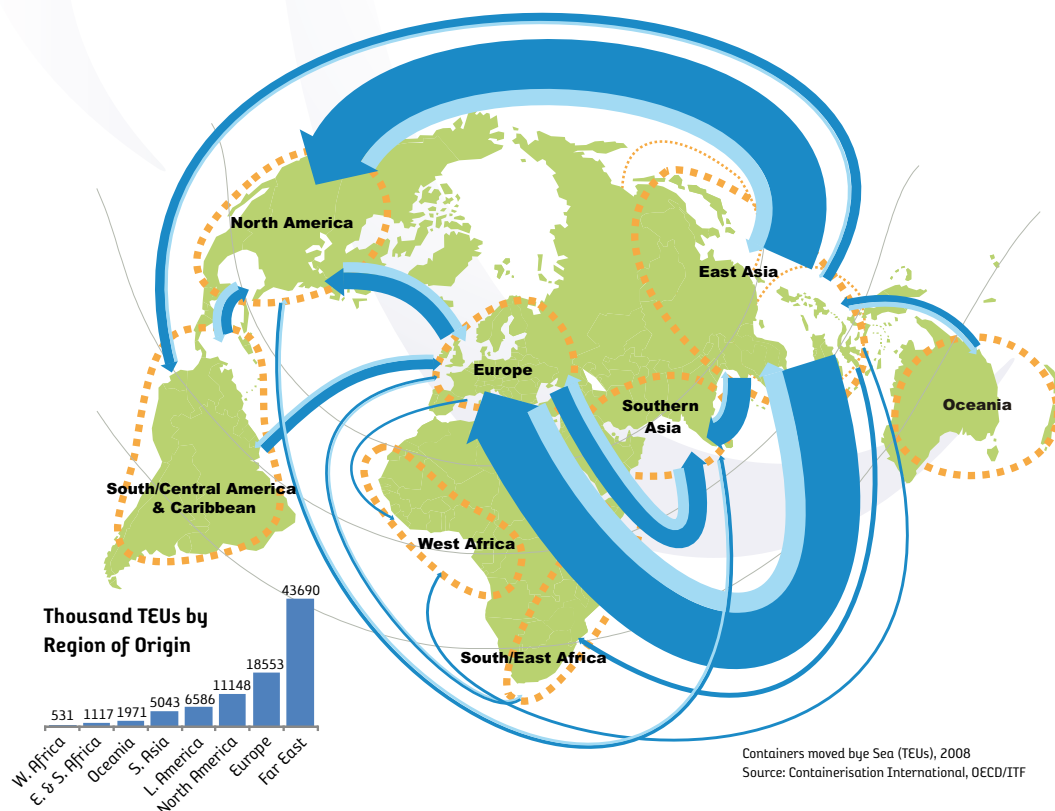 North America
East Asia
Europe
Southern
Asia
Oceania
South/Central America
& Caribbean
West Africa
South/East Africa
Thousand TEUs by
Region of Origin
531
1117
1971
5043
6586
11148
18553
43690
W. Africa
E. & S. Africa
Oceania
S. Asia
L. America
North America
Europe
Far East
Containers moved bye Sea (TEUs), 2008
Source: Containerisation International, OECD/ITF